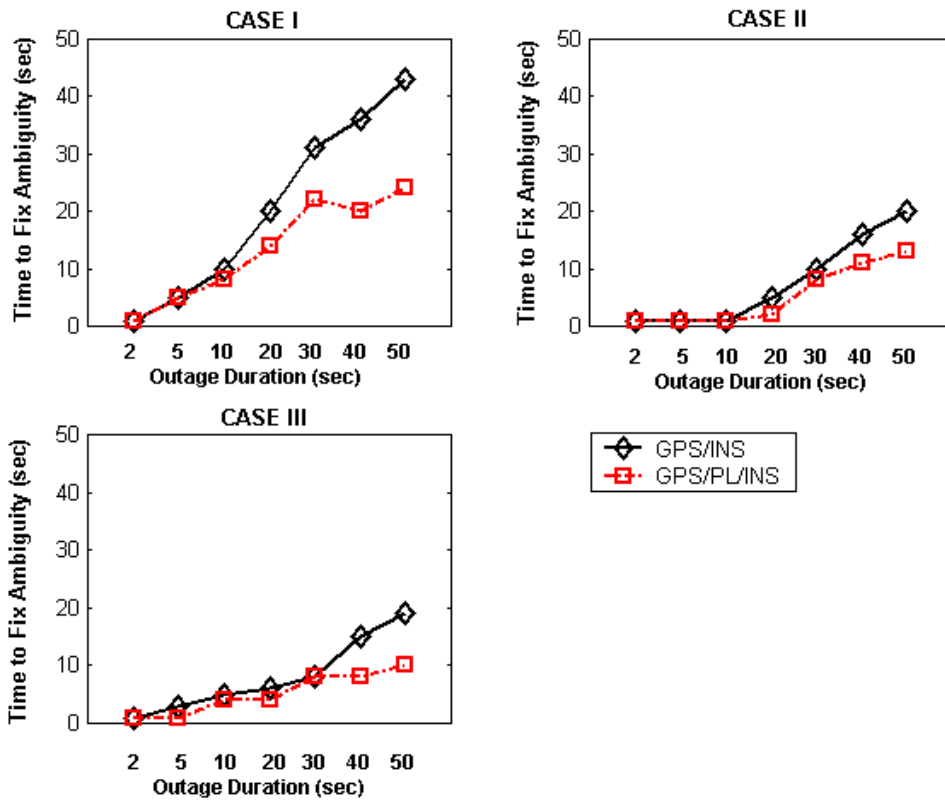 CASE I
Time to Fix Ambiguity (sec)
50
40
30
20
10
0
2 5 10 20 30 40 50
Outage Duration (sec)
CASE II
Time to Fix Ambiguity (sec)
50
40
30
20
10
0
2 5 10 20 30 40 50
Outage Duration (sec)
CASE III
Time to Fix Ambiguity (sec)
50
40
30
20
10
0
2 5 10 20 30 40 50
Outage Duration (sec)
GPS/INS
GPS/PL/INS